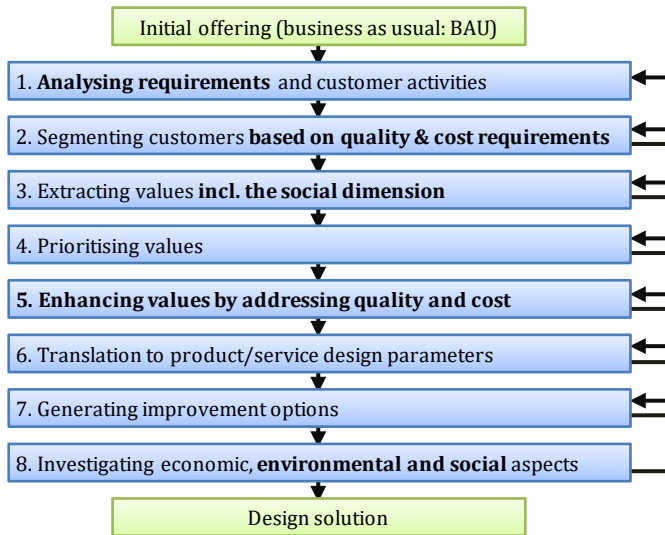 Initial offering (business as usual: BAU)
1. Analysing requirements and customer activities
2. Segmenting customers based on quality & cost requirements
3. Extracting values incl. the social dimension
4. Prioritising values
5. Enhancing values by addressing quality and cost
6. Translation to product/service design parameters
7. Generating improvement options
8. Investigating economic, environmental and social aspects
Design solution